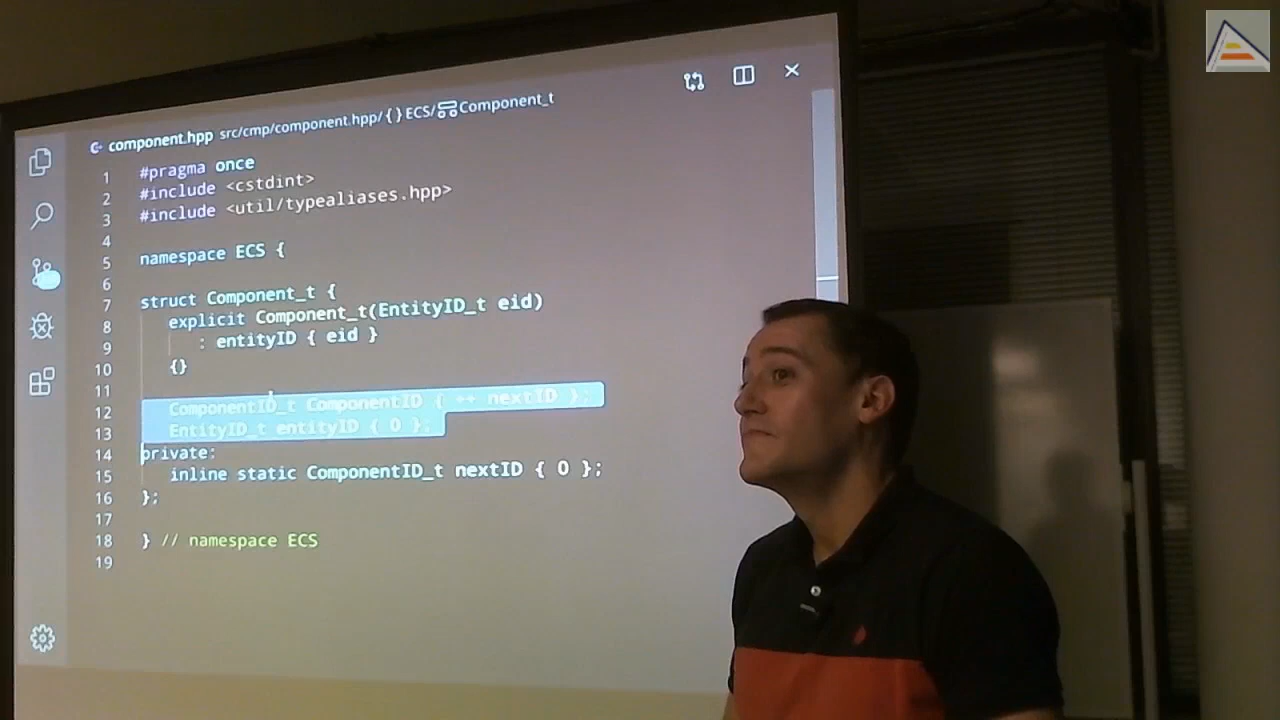 component.hpp src/cmp/component.hpp/{}ECS/Component_t
1 #pragma once
2 #include <cstdint>
3 #include <util/typealiases.hpp>
4
5 namespace ECS {
6
7 struct Component_t {
8 explicit Component_t(EntityID_t eid)
9 : entityID { eid }
10 {}
11
12 ComponentID_t ComponentID { ++ nextID };
13 EntityID_t entityID { 0 };
14 private:
15 inline static ComponentID_t nextID { 0 };
16 };
17
18 } // namespace ECS
19